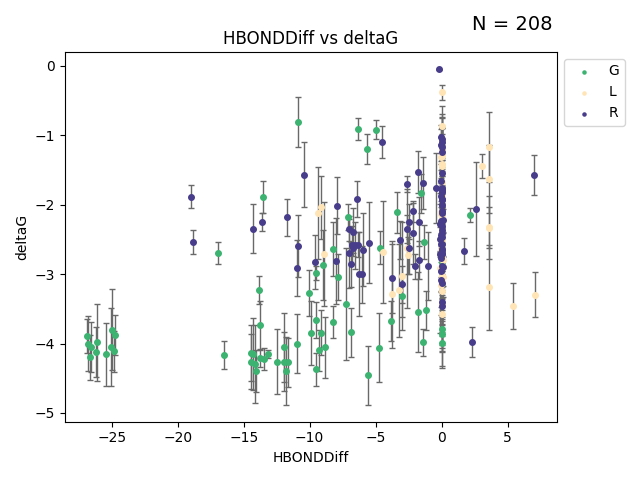 N = 208
HBONDDiff vs deltaG
G
L
R
deltaG
0
−1
−2
−3
−4
−5
−25
−20
−15
−10
−5
0
5
HBONDDiff